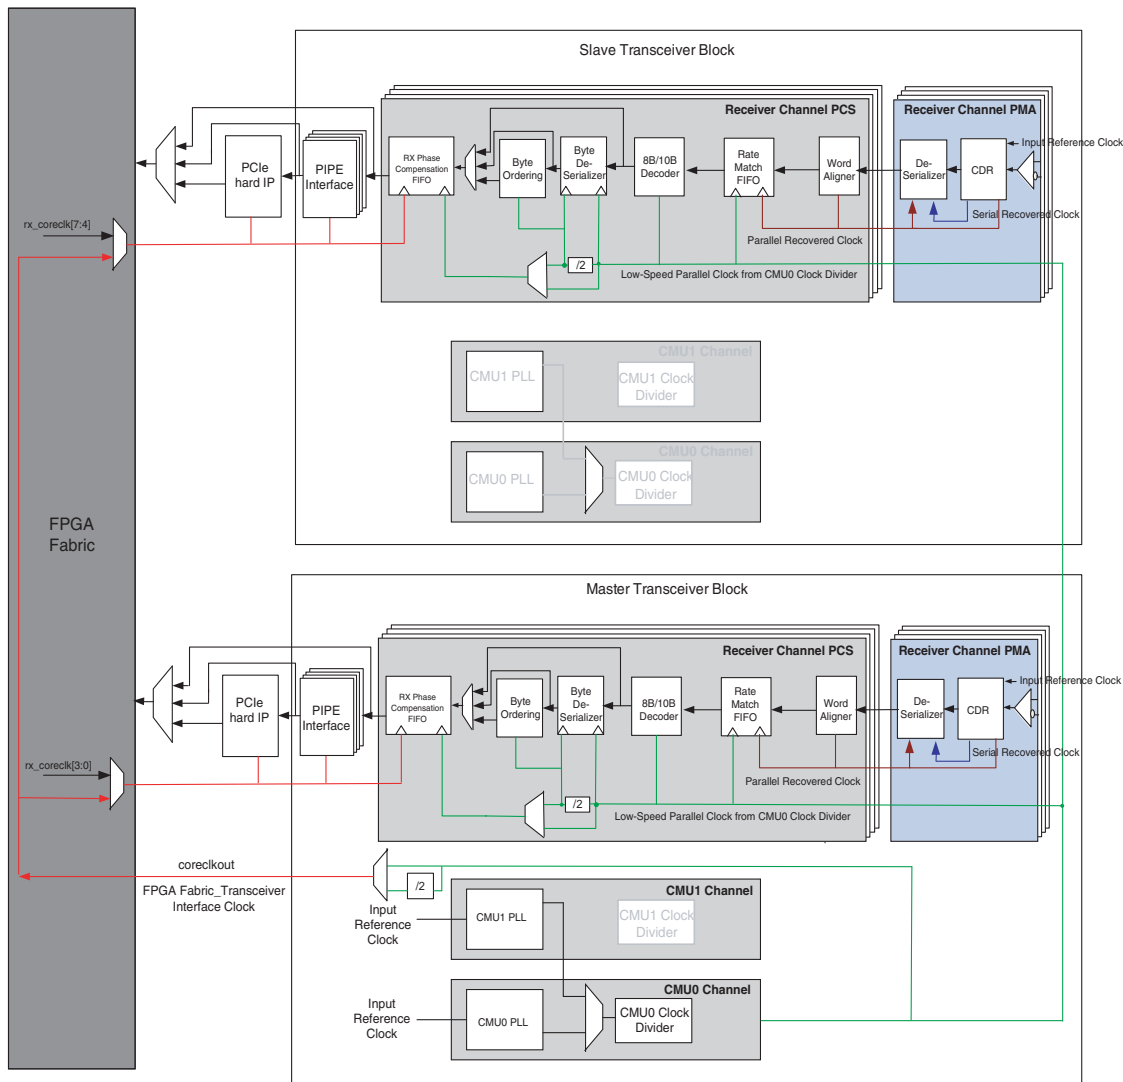 Slave Transceiver Block
Receiver Channel PCS
Receiver Channel PMA
PCIe
hard IP
PIPE
Interface
RX Phase
Compensation
FIFO
Byte
Ordering
Byte
De-
Serializer
8B/10B
Decoder
Rate
Match
FIFO
Word
Aligner
De-
Serializer
CDR
Input Reference Clock
Serial Recovered Clock
Parallel Recovered Clock
rx_coreclk[7:4]
/2
Low-Speed Parallel Clock from CMU0 Clock Divider
CMU1 Channel
CMU1 PLL
CMU1 Clock
Divider
CMU0 Channel
CMU0 PLL
CMU0 Clock
Divider
FPGA
Fabric
Master Transceiver Block
Receiver Channel PCS
Receiver Channel PMA
PCIe
hard IP
PIPE
Interface
RX Phase
Compensation
FIFO
Byte
Ordering
Byte
De-
Serializer
8B/10B
Decoder
Rate
Match
FIFO
Word
Aligner
De-
Serializer
CDR
Input Reference Clock
Serial Recovered Clock
Parallel Recovered Clock
rx_coreclk[3:0]
/2
Low-Speed Parallel Clock from CMU0 Clock Divider
coreclkout
/2
FPGA Fabric_Transceiver
Interface Clock
CMU1 Channel
Input
Reference
Clock
CMU1 PLL
CMU1 Clock
Divider
CMU0 Channel
Input
Reference
Clock
CMU0 PLL
CMU0 Clock
Divider